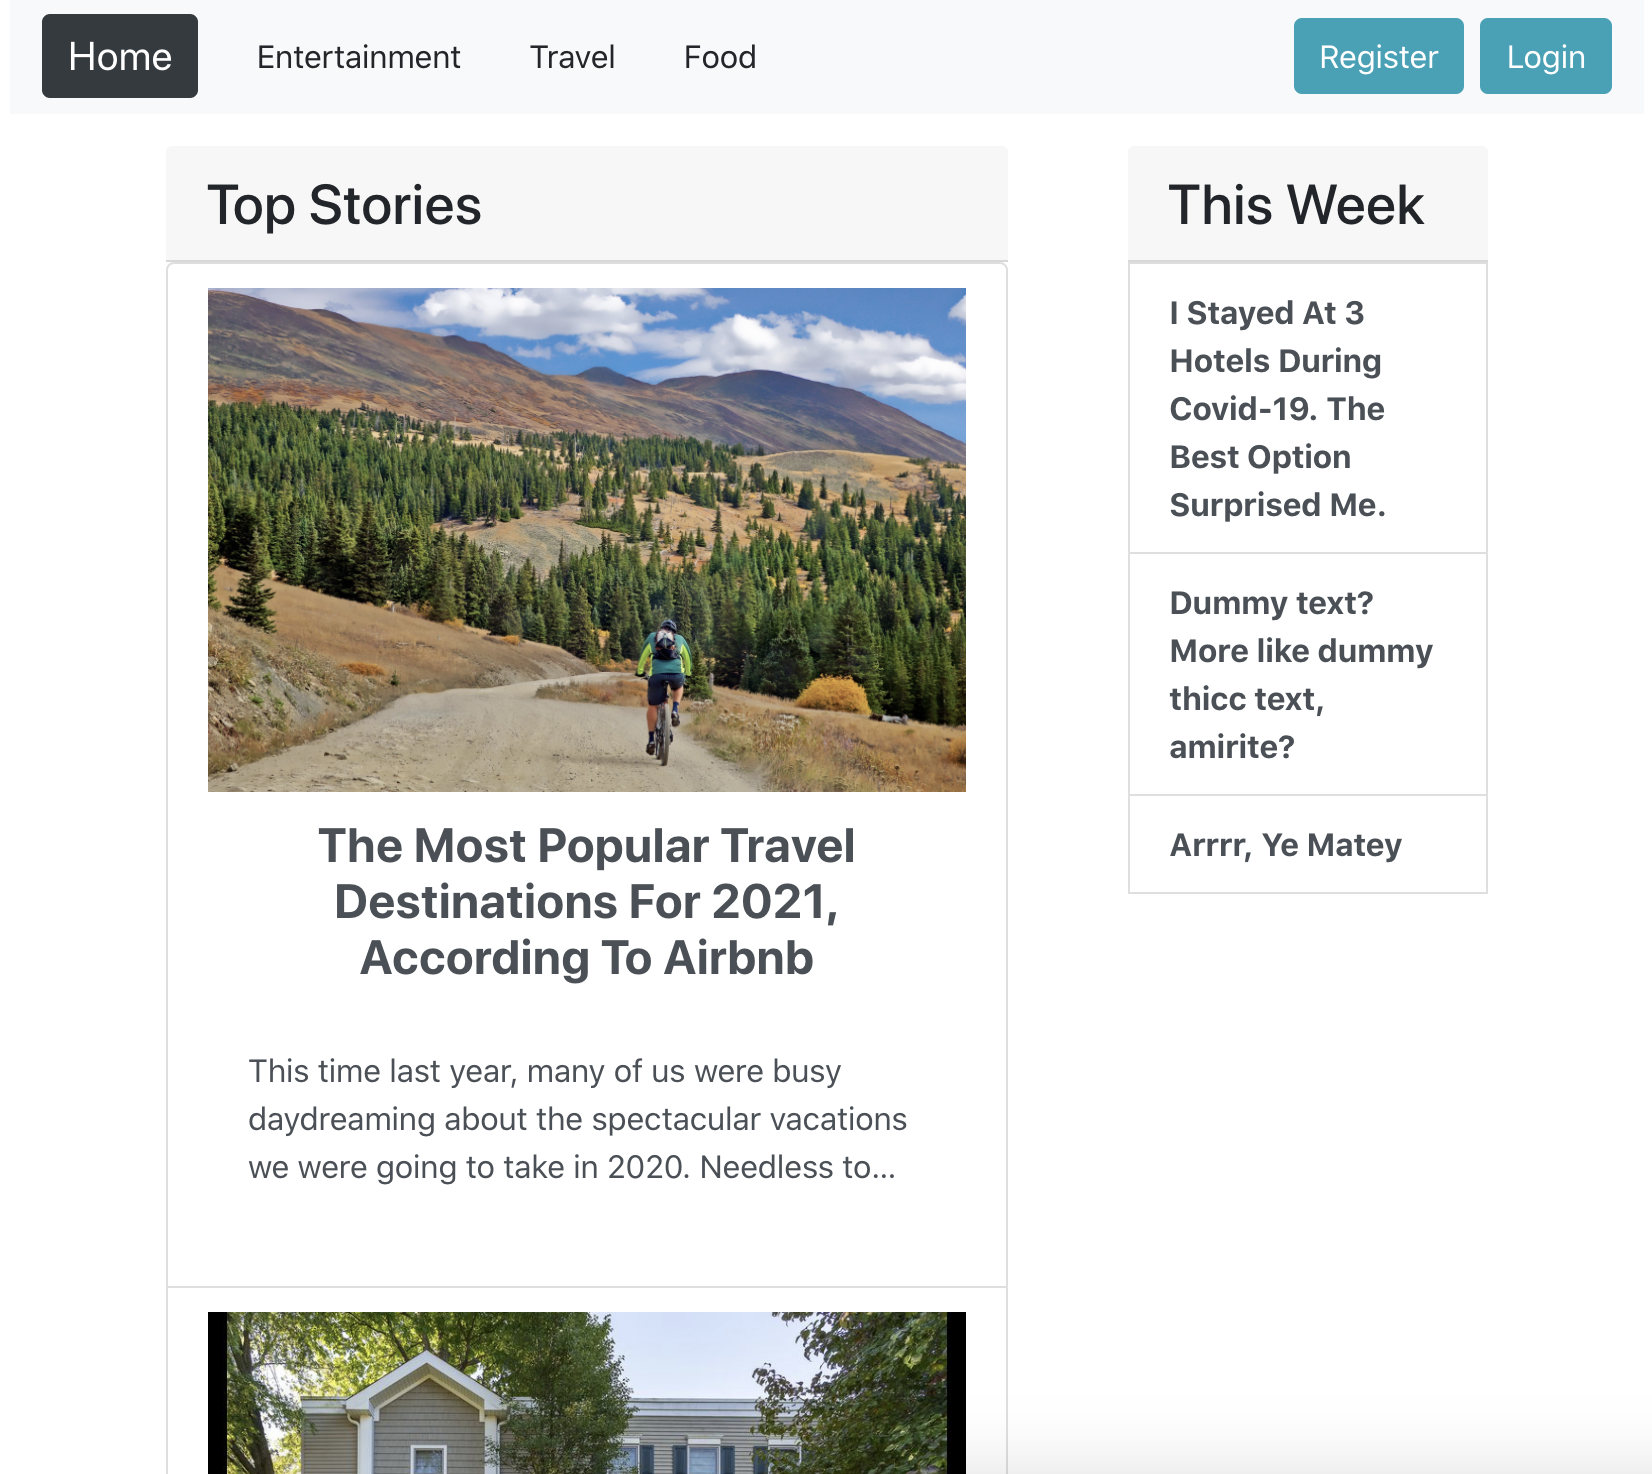 Home Entertainment Travel Food Register Login
Top Stories
The Most Popular Travel
Destinations For 2021,
According To Airbnb
This time last year, many of us were busy
daydreaming about the spectacular vacations
we were going to take in 2020. Needless to...
This Week
I Stayed At 3
Hotels During
Covid-19. The
Best Option
Surprised Me.
Dummy text?
More like dummy
thicc text,
amirite?
Arrrr, Ye Matey